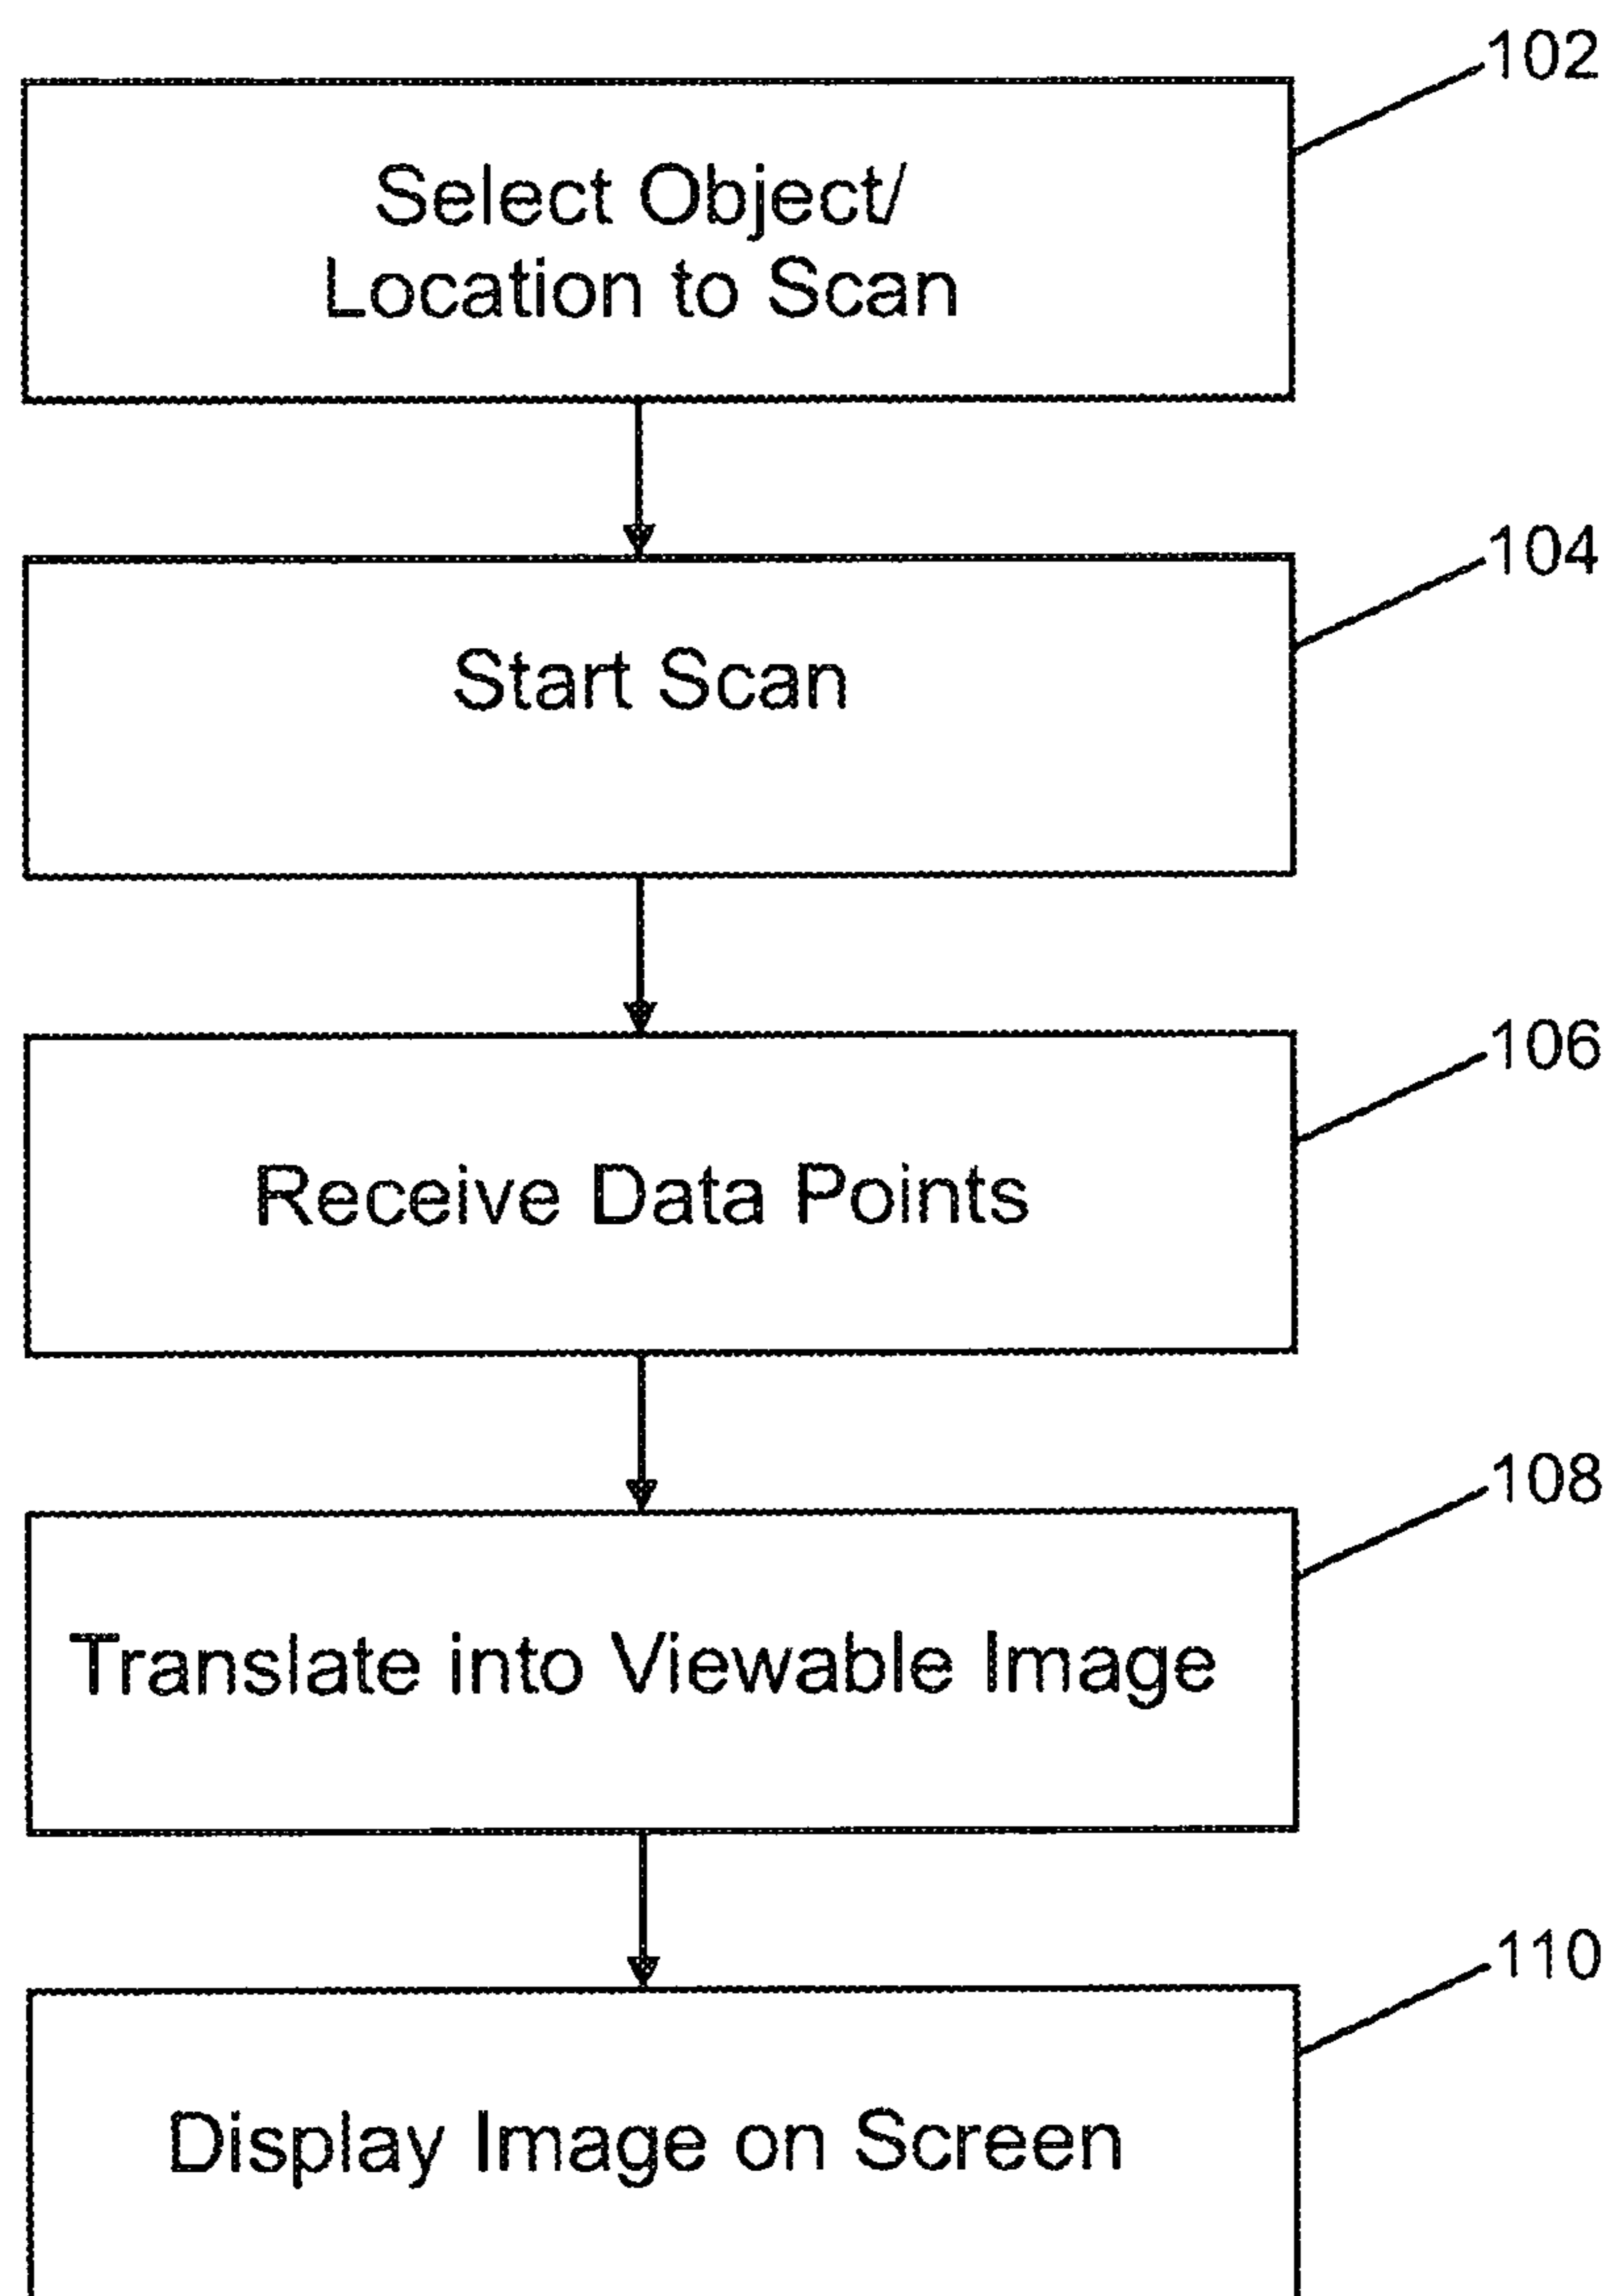 102
Select Object/
Location to Scan
104
Start Scan
106
Receive Data Points
108
Translate into Viewable Image
110
Display Image on Screen